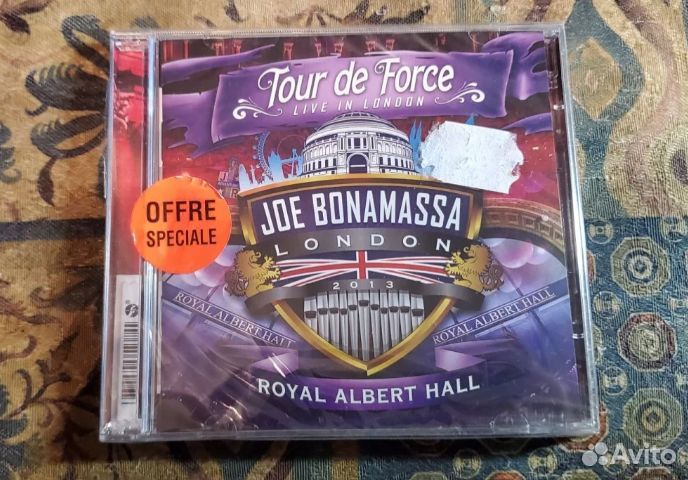 Tour de Force
LIVE IN LONDON
OFFRE
SPECIALE
JOE BONAMASSA
LONDON
2013
ROYAL ALBERT HALL
ROYAL ALBERT HALL
ROYAL ALBERT HALL
Avito